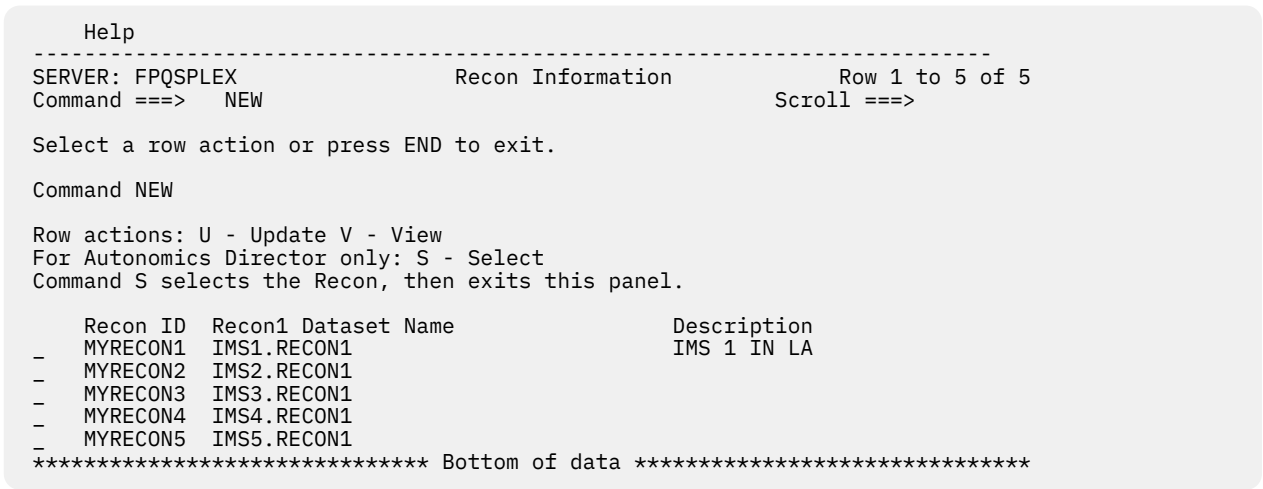 Help
---------------------------------------------------------------------------
SERVER: FPQSPLEX                 Recon Information             Row 1 to 5 of 5
Command ===>   NEW                                        Scroll ===>
Select a row action or press END to exit.
Command NEW
Row actions: U - Update V - View
For Autonomics Director only: S - Select
Command S selects the Recon, then exits this panel.
    Recon ID  Recon1 Dataset Name                 Description
_   MYRECON1  IMS1.RECON1                         IMS 1 IN LA
_   MYRECON2  IMS2.RECON1
_   MYRECON3  IMS3.RECON1
_   MYRECON4  IMS4.RECON1
_   MYRECON5  IMS5.RECON1
******************************* Bottom of data *******************************